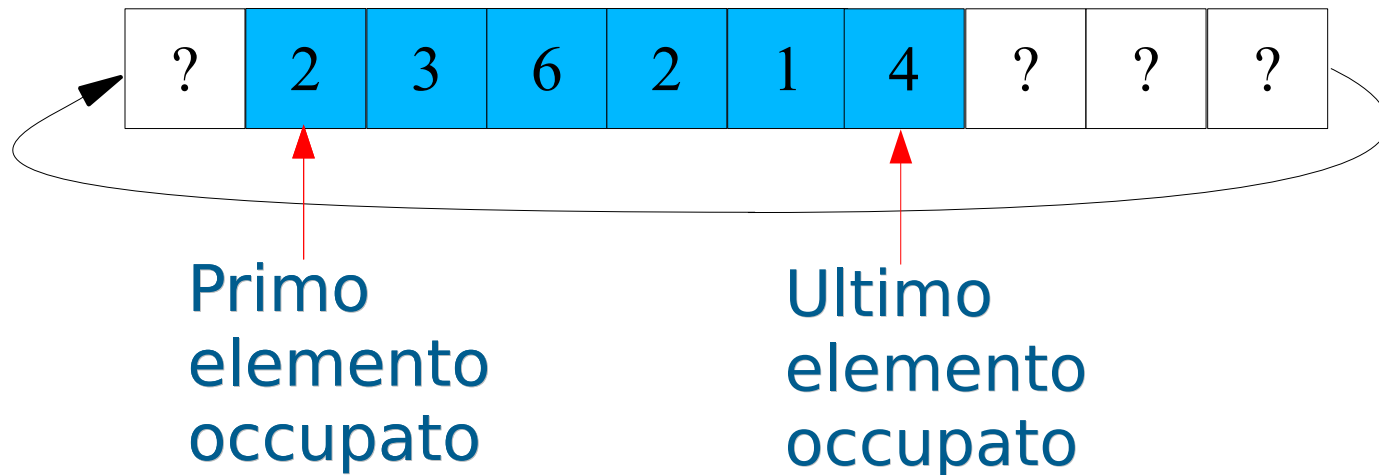 ? 2 3 6 2 1 4 ? ? ?
Primo
elemento
occupato
Ultimo
elemento
occupato